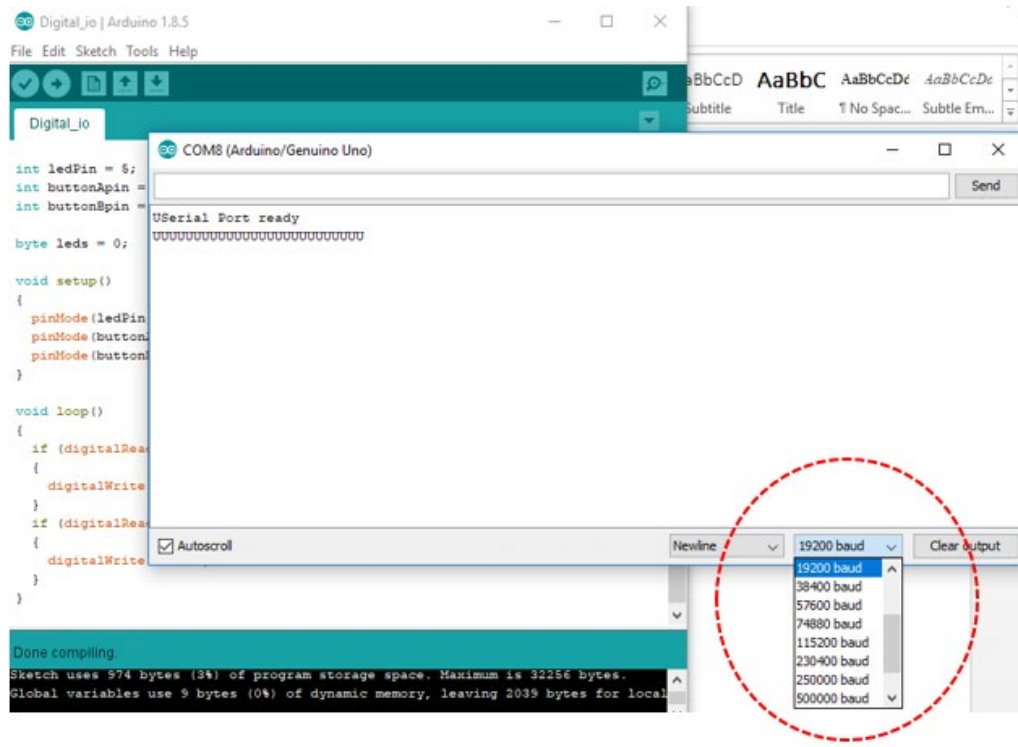 Digital_io | Arduino 1.8.5
File Edit Sketch Tools Help
aBbCcD AaBbC AaBbCcDc AaBbCcDc
Subtitle Title ¶ No Spac... Subtle Em...
Digital_io
COM8 (Arduino/Genuino Uno)
Send
int ledPin = 5;
int buttonApin =
int buttonBpin =
byte leds = 0;
void setup()
{
pinMode(ledPin
pinMode(button
pinMode(button
}
void loop()
{
if (digitalRea
{
digitalWrite
}
if (digitalRea
{
digitalWrite
}
}
USerial Port ready
Autoscroll
Newline
19200 baud
Clear output
19200 baud
38400 baud
57600 baud
74880 baud
115200 baud
230400 baud
250000 baud
500000 baud
Done compiling.
Sketch uses 974 bytes (3%) of program storage space. Maximum is 32256 bytes.
Global variables use 9 bytes (0%) of dynamic memory, leaving 2039 bytes for local